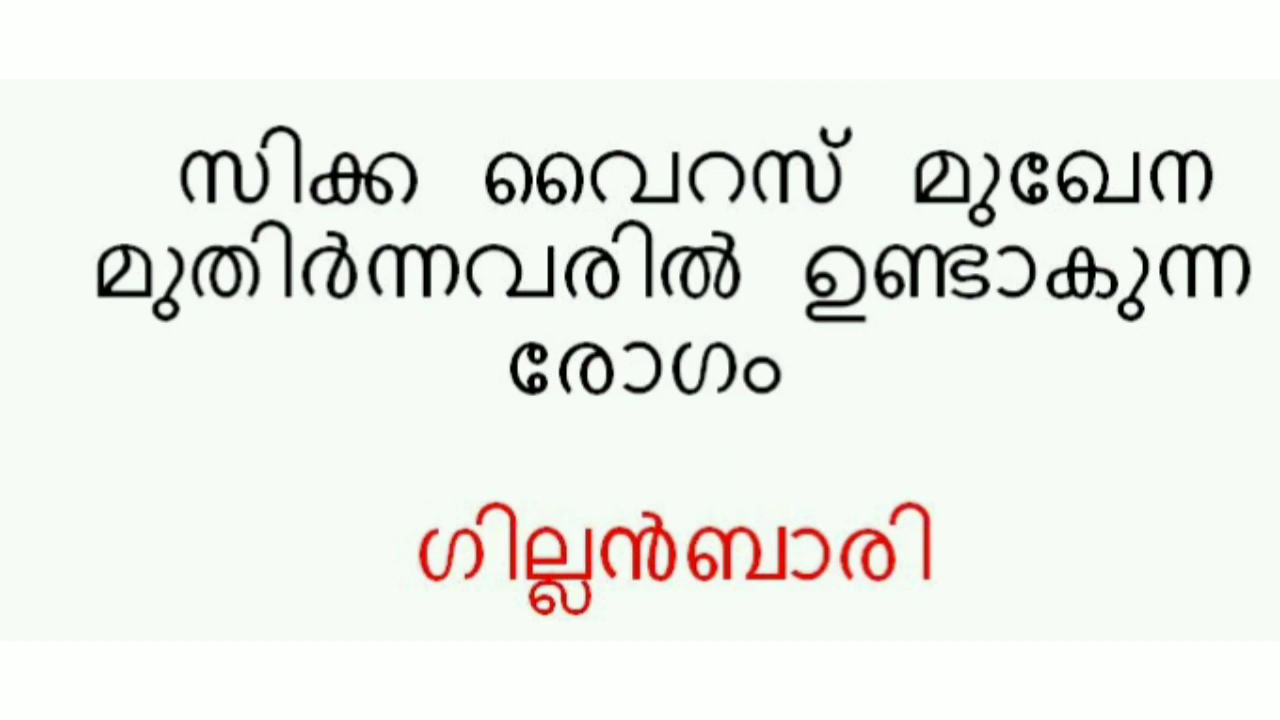 സിക്ക വൈറസ് മുഖേന
മുതിർന്നവരിൽ ഉണ്ടാകുന്ന
രോഗം
ഗില്ലൻബാരി